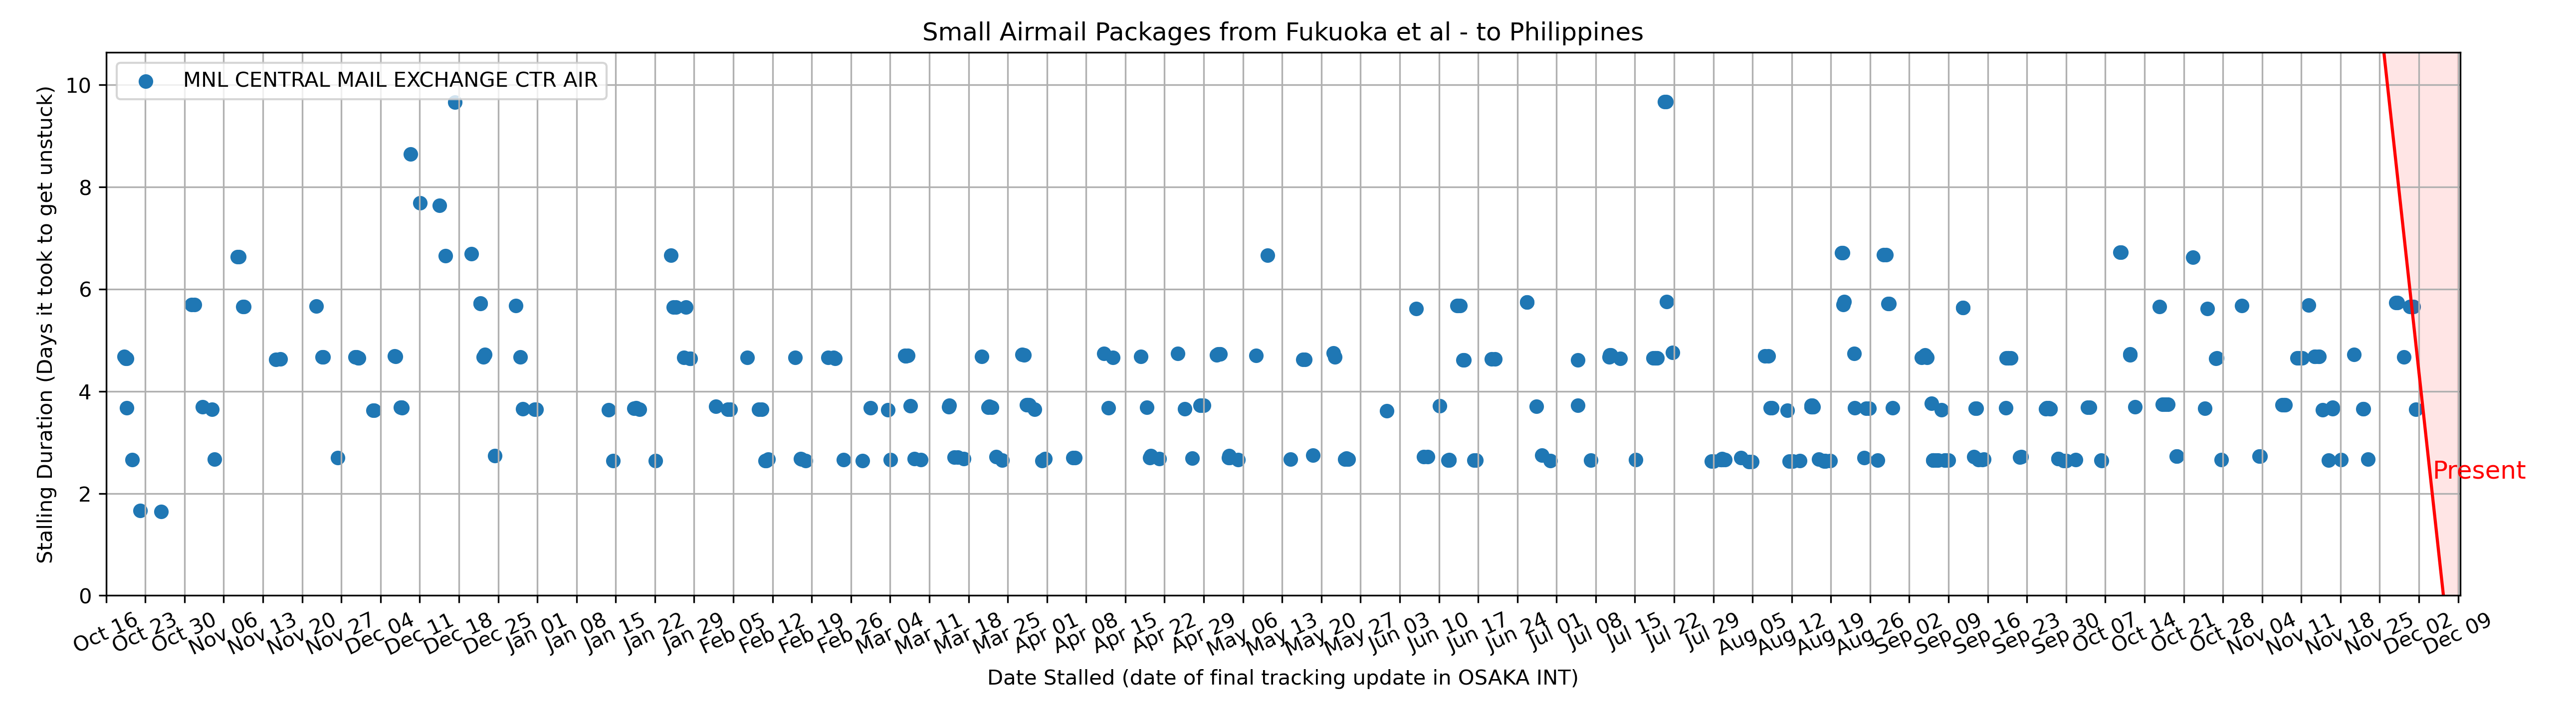 Small Airmail Packages from Fukuoka et al - to Philippines
MNL CENTRAL MAIL EXCHANGE CTR AIR
Stalling Duration (Days it took to get unstuck)
10
8
6
4
2
0
Present
Oct 16
Oct 23
Oct 30
Nov 06
Nov 13
Nov 20
Nov 27
Dec 04
Dec 11
Dec 18
Dec 25
Jan 01
Jan 08
Jan 15
Jan 22
Jan 29
Feb 05
Feb 12
Feb 19
Feb 26
Mar 04
Mar 11
Mar 18
Mar 25
Apr 01
Apr 08
Apr 15
Apr 22
Apr 29
May 06
May 13
May 20
May 27
Jun 03
Jun 10
Jun 17
Jun 24
Jul 01
Jul 08
Jul 15
Jul 22
Jul 29
Aug 05
Aug 12
Aug 19
Aug 26
Sep 02
Sep 09
Sep 16
Sep 23
Sep 30
Oct 07
Oct 14
Oct 21
Oct 28
Nov 04
Nov 11
Nov 18
Nov 25
Dec 02
Dec 09
Date Stalled (date of final tracking update in OSAKA INT)